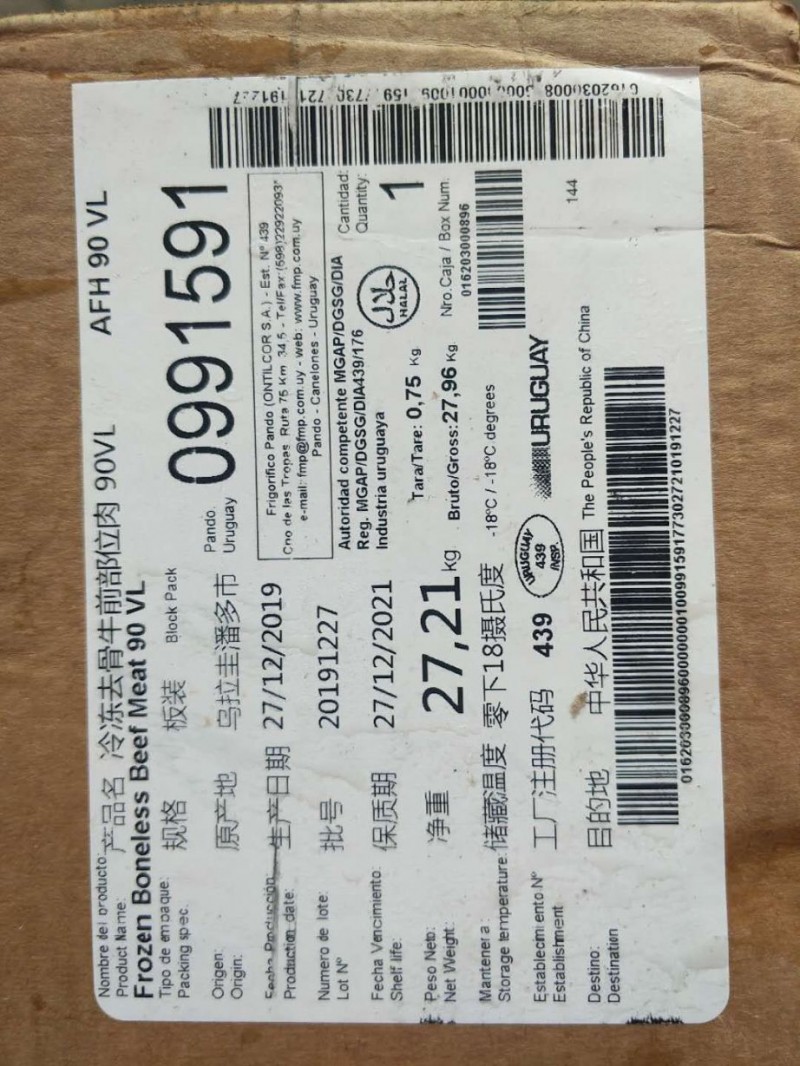 Nombre del producto:
Product Name:
产品名 冷冻去骨牛前部位肉 90VL
AFH 90 VL
Frozen Boneless Beef Meat 90 VL
Tipo de empaque:
Packing spec.
规格 板装 Block Pack
0991591
Origen:
Origin:
原产地 乌拉圭潘多市
Pando.
Uruguay
Fecha Producción:
Production date:
生产日期 27/12/2019
Numero de lote:
Lot Nº
批号 20191227
Fecha Vencimiento:
Shelf life:
保质期 27/12/2021
Peso Neto:
Net Weight:
净重 27,21 kg
Frigorifico Pando (ONTILCOR S.A.) - Est. Nº 439
Cno de las Tropas. Ruta 75 Km 34.5 - Tel/Fax (598)22922093*
e-mail: fmp@fmp.com.uy - web: www.fmp.com.uy
Pando - Canelones - Uruguay
Autoridad competente MGAP/DGSG/DIA
Reg. MGAP/DGSG/DIA439/176
Industria uruguaya
HALAL
حلال
Cantidad:
Quantity:
1
Tara/Tare: 0,75 Kg
Bruto/Gross: 27,96 Kg
Nro.Caja / Box Num.
016203000896
Mantener a
Storage temperature:
储藏温度 零下18摄氏度 -18ºC / -18ºC degrees
Establecimiento Nº
Establishment
工厂注册代码 439
URUGUAY
439
INSP.
URUGUAY
144
Destino:
Destination
目的地 中华人民共和国 The People's Republic of China